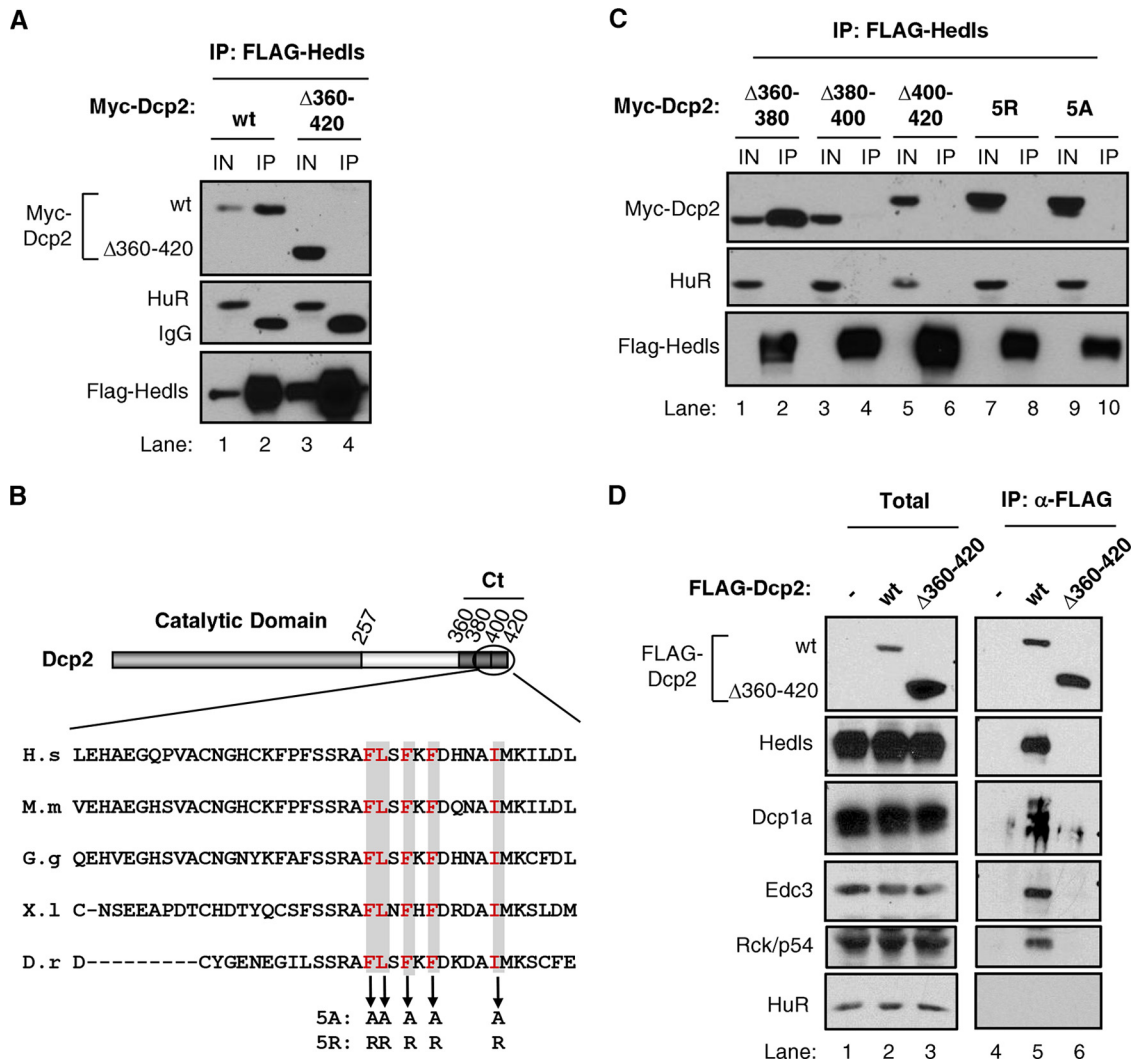 A
IP: FLAG-Hedls
Myc-Dcp2:
wt
Δ360-
420
IN IP IN IP
Myc-
Dcp2
wt
Δ360-420
HuR
IgG
Flag-Hedls
Lane: 1 2 3 4
B
Ct
Catalytic Domain
257
360
380
400
420
Dcp2
H.s LEHAEGQPVACNGHCKFPFSSRAFLSFKFDHNAIMKILDL
M.m VEHAEGHSVACNGHCKFPFSSRAFLSFKFDQNAIMKILDL
G.g QEHVEGHSVACNGNYKFAFSSRAFLSFKFDHNAIMKCFDL
X.l C-NSEEAPDTCHDTYQCSFSSRAFLNFHFDRDAIMKSLDM
D.r D----------CYGENEGILSSRAFLSFKFDKDAIMKSCFE
5A: AA A A A
5R: RR R R R
C
IP: FLAG-Hedls
Myc-Dcp2:
Δ360-
380
Δ380-
400
Δ400-
420
5R
5A
IN IP IN IP IN IP IN IP IN IP
Myc-Dcp2
HuR
Flag-Hedls
Lane: 1 2 3 4 5 6 7 8 9 10
D
Total
IP: α-FLAG
FLAG-Dcp2:
- wt Δ360-420
- wt Δ360-420
FLAG-
Dcp2
wt
Δ360-420
Hedls
Dcp1a
Edc3
Rck/p54
HuR
Lane: 1 2 3 4 5 6